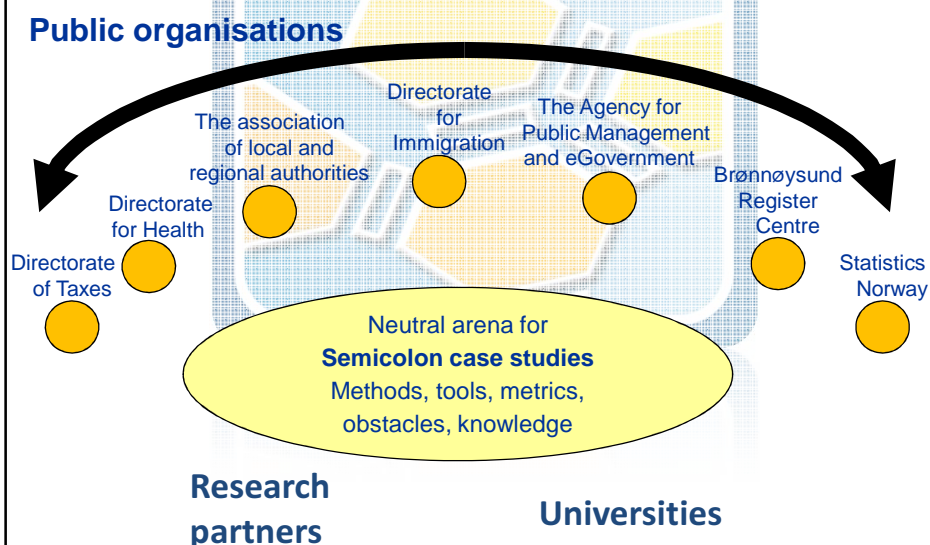 Public organisations
Directorate
for
Immigration
The Agency for
Public Management
and eGovernment
The association
of local and
regional authorities
Brønnøysund
Register
Centre
Directorate
for Health
Directorate
of Taxes
Statistics
Norway
Neutral arena for
Semicolon case studies
Methods, tools, metrics,
obstacles, knowledge
Research
partners
Universities